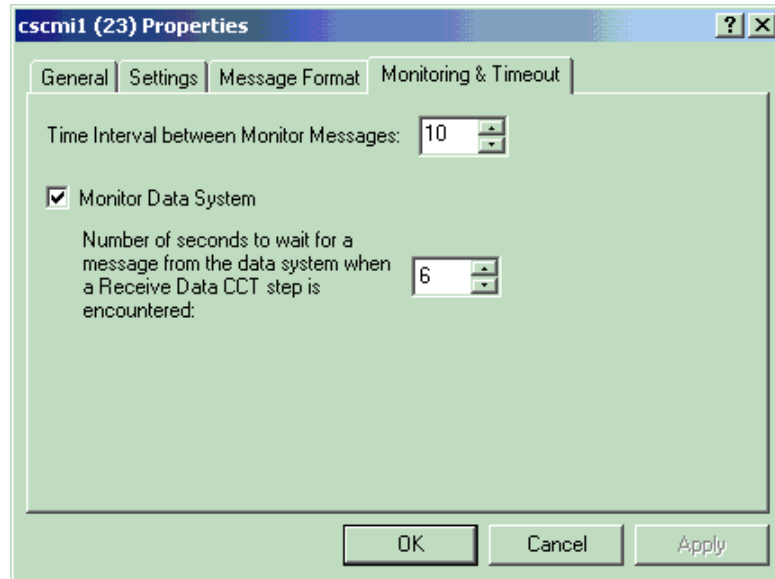 cscmi1 (23) Properties
General
Settings
Message Format
Monitoring & Timeout
Time Interval between Monitor Messages:
10
Monitor Data System
Number of seconds to wait for a
message from the data system when
a Receive Data CCT step is
encountered:
6
OK
Cancel
Apply